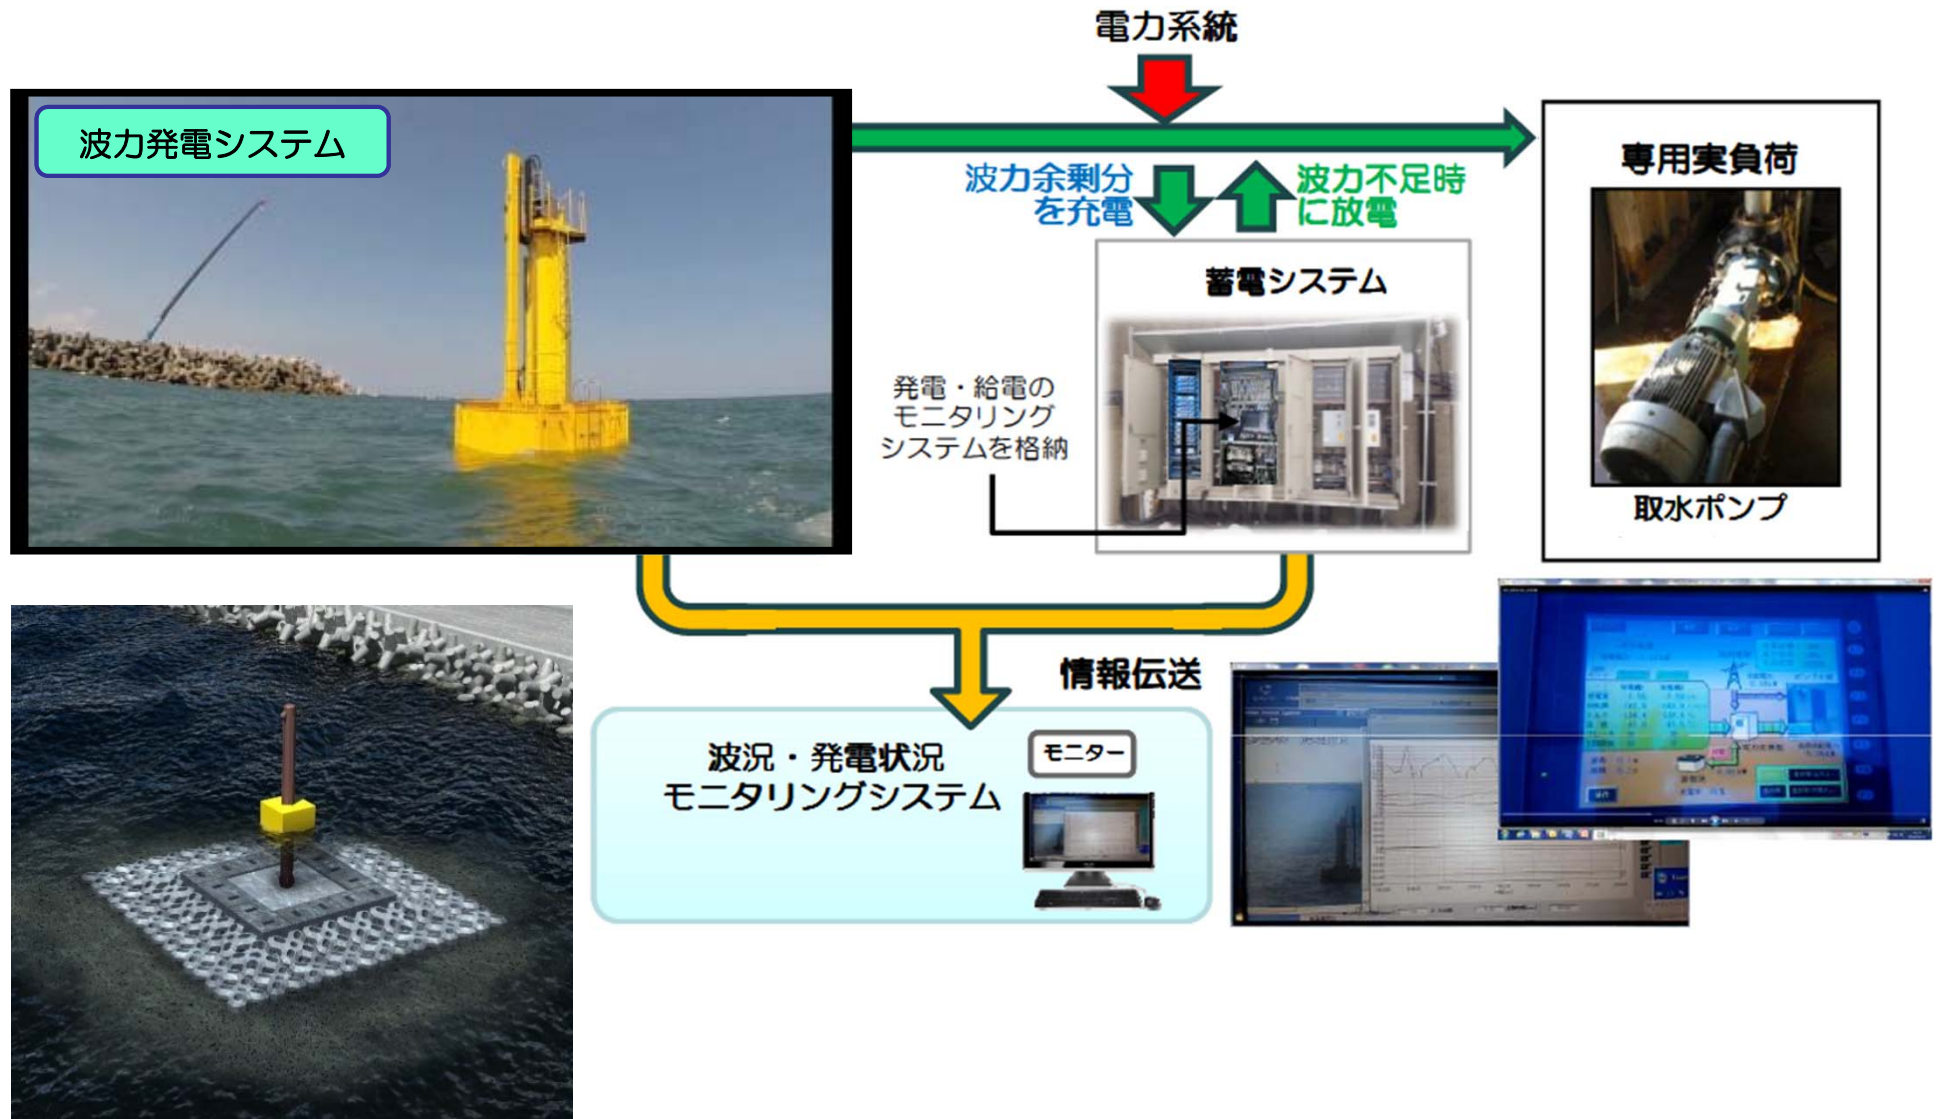 電力系統
波力発電システム
専用実負荷
波力余剰分
を充電
波力不足時
に放電
蓄電システム
発電・給電の
モニタリング
システムを格納
取水ポンプ
情報伝送
波況・発電状況
モニタリングシステム
モニター